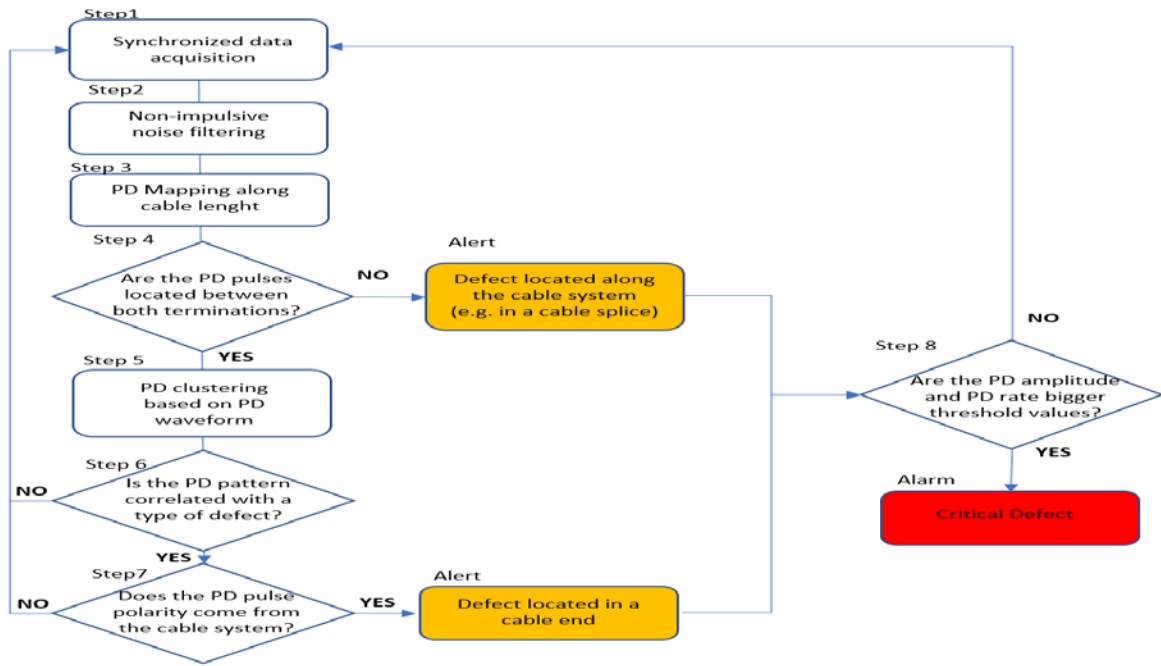 Step1
Synchronized data
acquisition
Step2
Non-impulsive
noise filtering
Step 3
PD Mapping along
cable lenght
Step 4
Are the PD pulses
located between
both terminations?
NO
Alert
Defect located along
the cable system
(e.g. in a cable splice)
YES
Step 5
PD clustering
based on PD
waveform
Step 6
Is the PD pattern
correlated with a
type of defect?
NO
YES
Step7
Does the PD pulse
polarity come from
the cable system?
NO
YES
Alert
Defect located in a
cable end
NO
Step 8
Are the PD amplitude
and PD rate bigger
threshold values?
YES
Alarm
Critical Defect